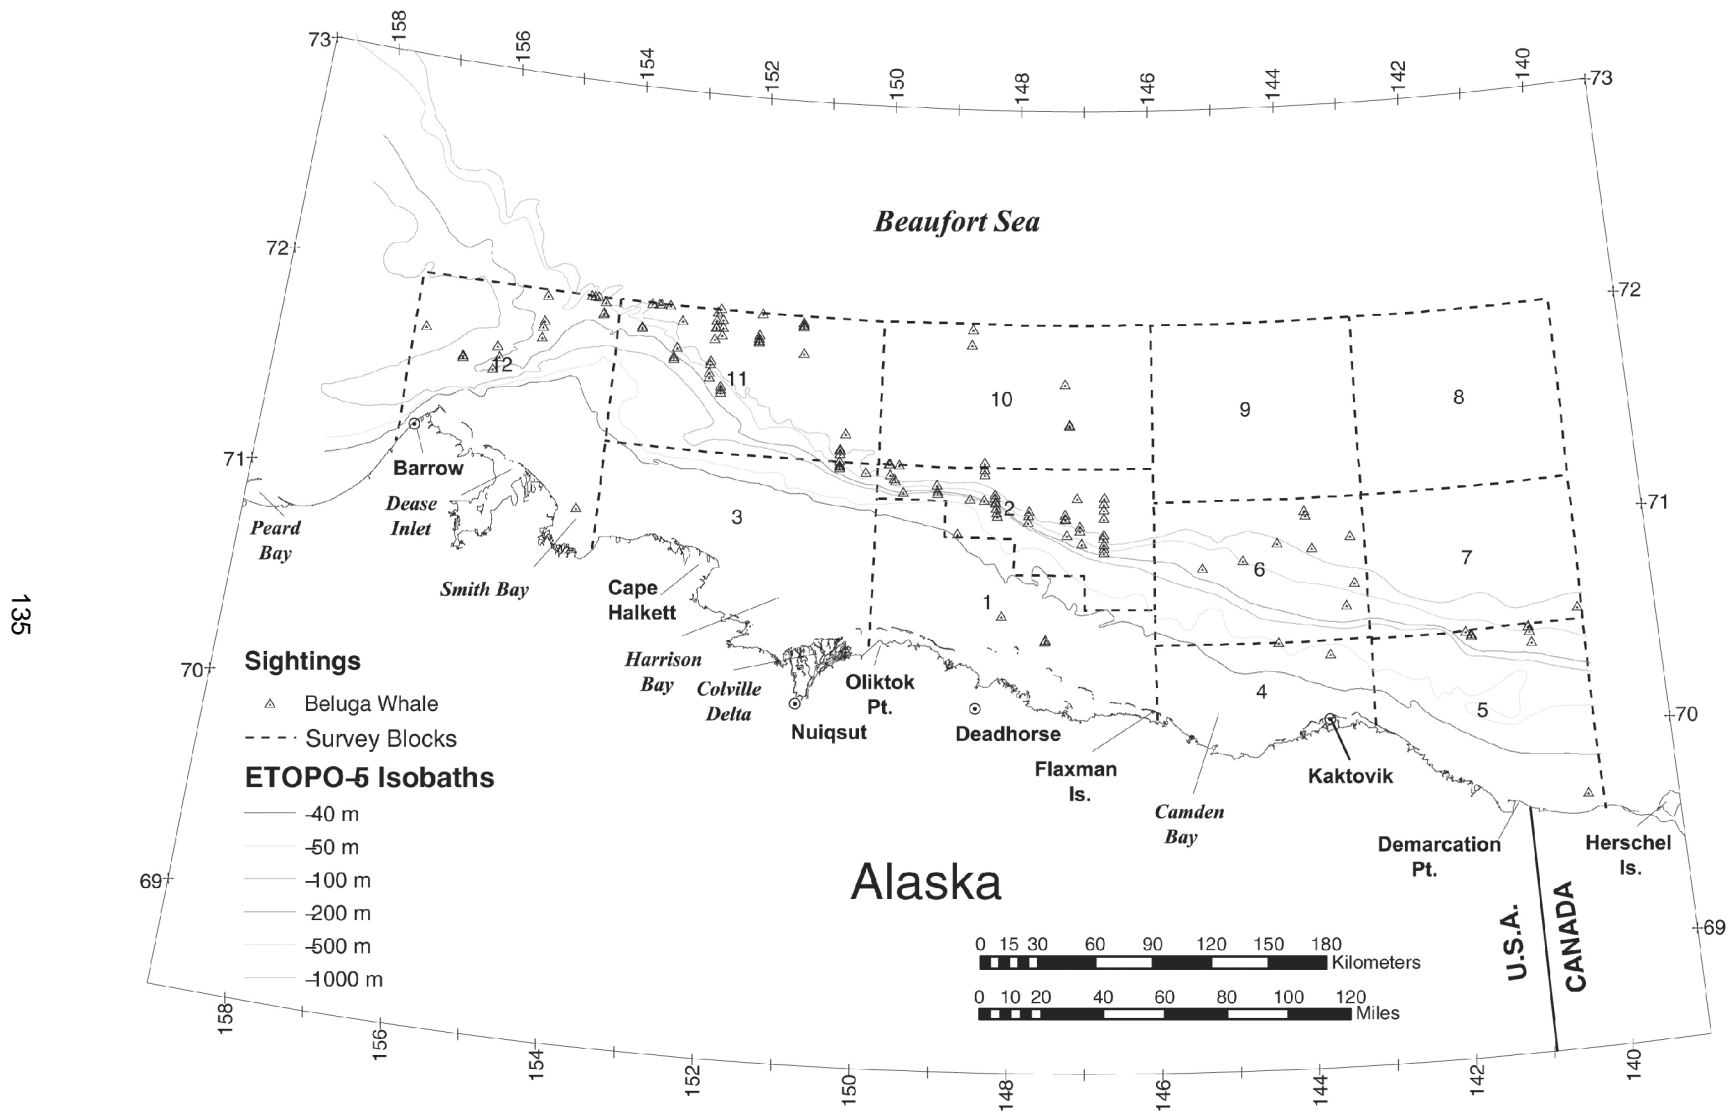 158
156
154
152
150
148
146
144
142
140
73
73
72
72
Beaufort Sea
12
11
10
9
8
71
71
Barrow
Dease
Inlet
Peard
Bay
3
2
7
6
Smith Bay
Cape
Halkett
1
135
Sightings
Beluga Whale
Survey Blocks
ETOPO-5 Isobaths
-40 m
-50 m
-100 m
-200 m
-500 m
-1000 m
70
70
Harrison
Bay
Colville
Delta
Oliktok
Pt.
Nuiqsut
Deadhorse
4
5
Flaxman
Is.
Kaktovik
Camden
Bay
Demarcation
Pt.
Herschel
Is.
69
69
Alaska
U.S.A.
CANADA
0 15 30 60 90 120 150 180
Kilometers
0 10 20 40 60 80 100 120
Miles
158
156
154
152
150
148
146
144
142
140